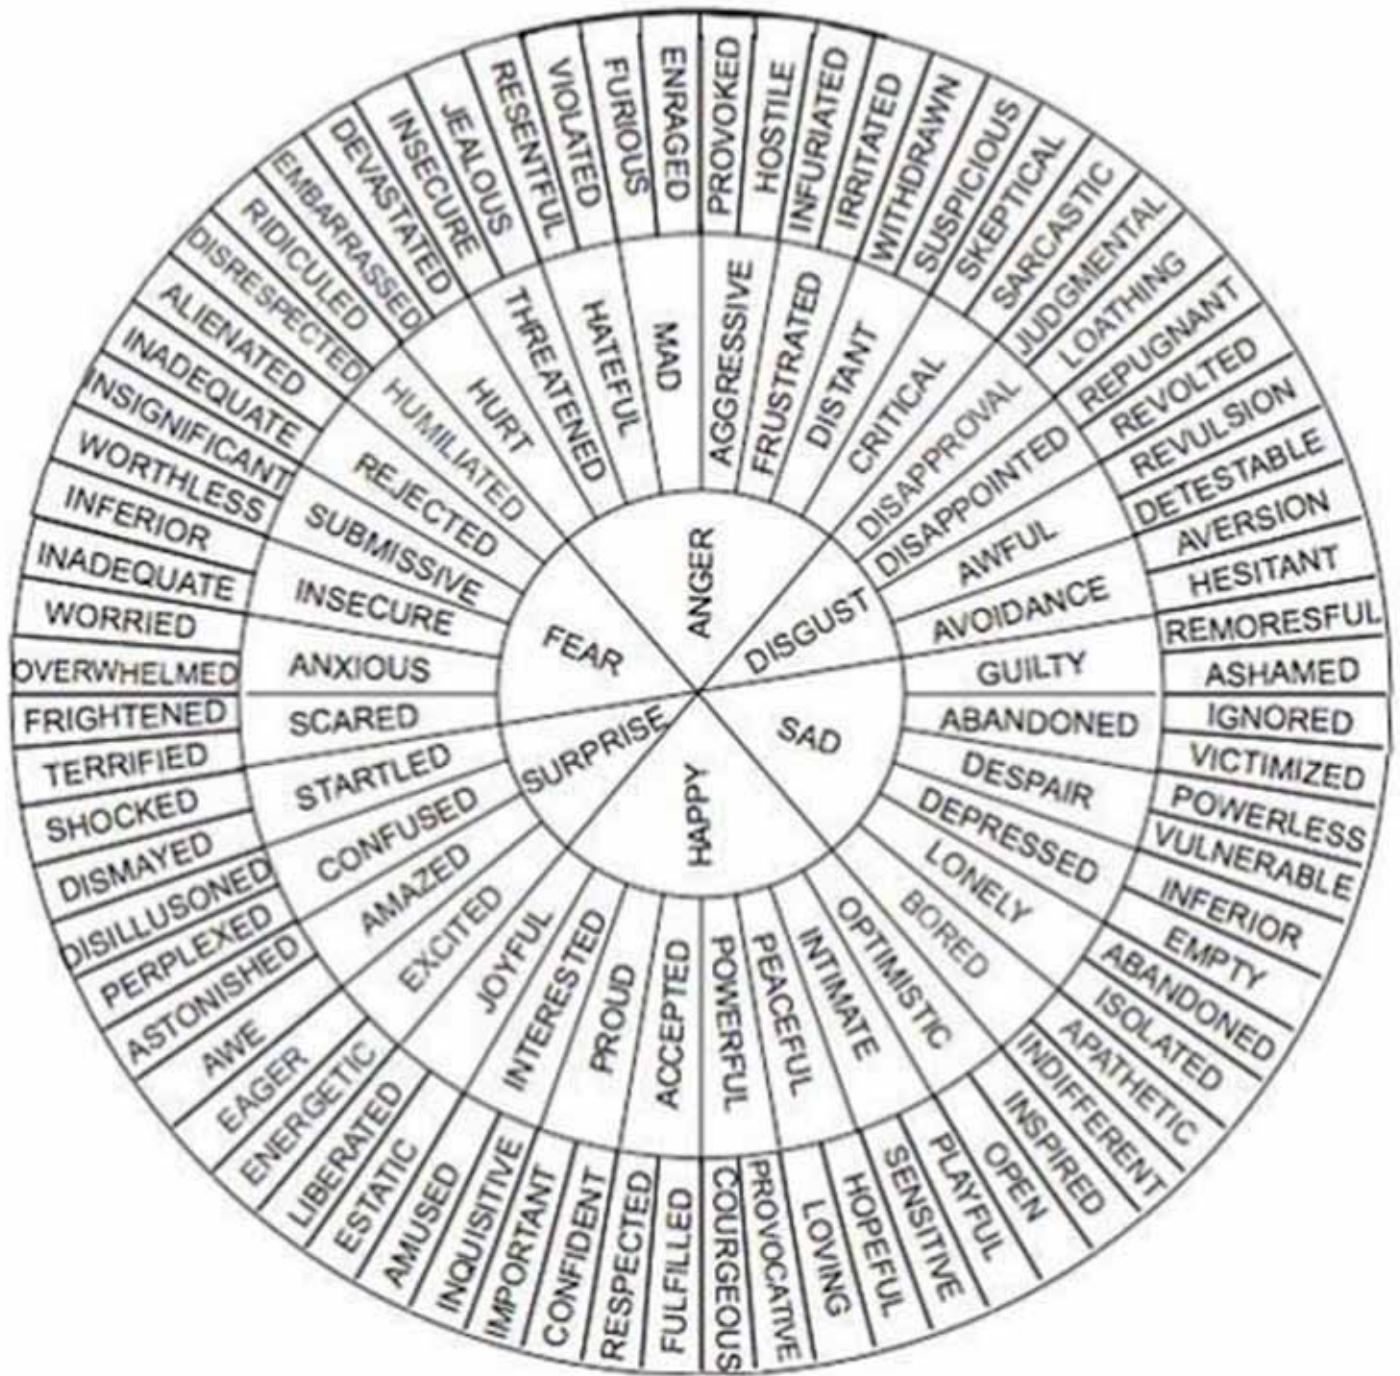 ANGER
DISGUST
SAD
HAPPY
SURPRISE
FEAR
MAD
AGGRESSIVE
FRUSTRATED
DISTANT
CRITICAL
DISAPPROVAL
DISAPPOINTED
AWFUL
AVOIDANCE
GUILTY
ABANDONED
DESPAIR
DEPRESSED
LONELY
BORED
OPTIMISTIC
INTIMATE
PEACEFUL
POWERFUL
ACCEPTED
PROUD
INTERESTED
JOYFUL
EXCITED
AMAZED
CONFUSED
STARTLED
SCARED
ANXIOUS
INSECURE
SUBMISSIVE
REJECTED
HUMILIATED
HURT
THREATENED
HATEFUL
ENRAGED
PROVOKED
HOSTILE
INFURIATED
IRRITATED
WITHDRAWN
SUSPICIOUS
SKEPTICAL
SARCASTIC
JUDGMENTAL
LOATHING
REPUGNANT
REVOLTED
REVULSION
DETESTABLE
AVERSION
HESITANT
REMORESFUL
ASHAMED
IGNORED
VICTIMIZED
POWERLESS
VULNERABLE
INFERIOR
EMPTY
ABANDONED
ISOLATED
APATHETIC
INDIFFERENT
INSPIRED
OPEN
PLAYFUL
SENSITIVE
HOPEFUL
LOVING
PROVOCATIVE
COURGEOUS
FULFILLED
RESPECTED
CONFIDENT
IMPORTANT
INQUISITIVE
AMUSED
ESTATIC
LIBERATED
ENERGETIC
EAGER
AWE
ASTONISHED
PERPLEXED
DISILLUSONED
DISMAYED
SHOCKED
TERRIFIED
FRIGHTENED
OVERWHELMED
WORRIED
INADEQUATE
INFERIOR
WORTHLESS
INSIGNIFICANT
INADEQUATE
ALIENATED
DISRESPECTED
RIDICULED
EMBARRASSED
DEVASTATED
INSECURE
JEALOUS
RESENTFUL
VIOLATED
FURIOUS